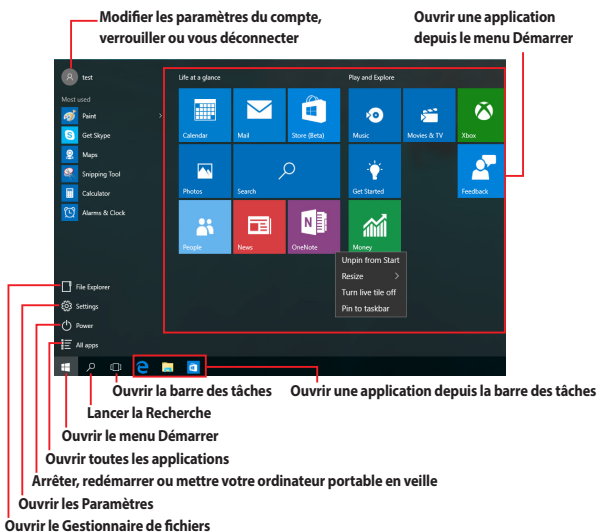 Modifier les paramètres du compte,
verrouiller ou vous déconnecter
Ouvrir une application
depuis le menu Démarrer
test
Most used
Paint
Get Skype
Maps
Snipping Tool
Calculator
Alarms & Clock
File Explorer
Settings
Power
All apps
Life at a glance
Calendar
Mail
Store (Beta)
Photos
Search
People
News
OneNote
Play and Explore
Music
Movies & TV
Xbox
Get Started
Feedback
Money
Unpin from Start
Resize
Turn live tile off
Pin to taskbar
Ouvrir la barre des tâches
Ouvrir une application depuis la barre des tâches
Lancer la Recherche
Ouvrir le menu Démarrer
Ouvrir toutes les applications
Arrêter, redémarrer ou mettre votre ordinateur portable en veille
Ouvrir les Paramètres
Ouvrir le Gestionnaire de fichiers